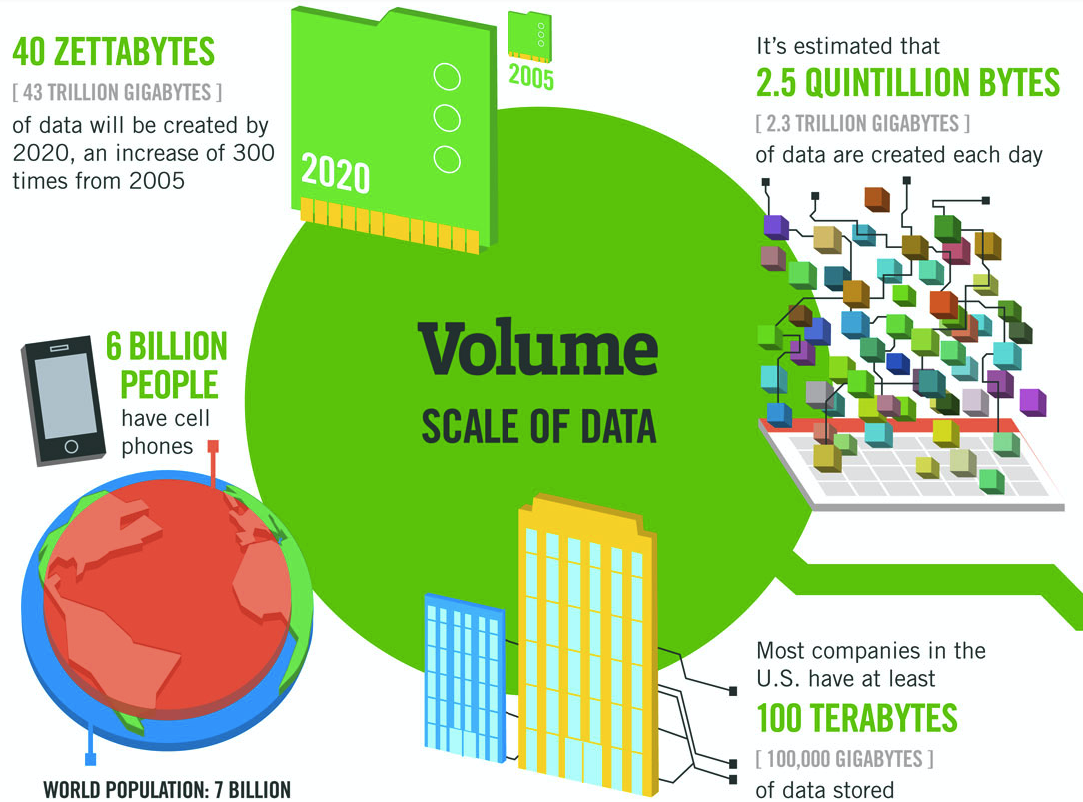 40 ZETTABYTES
[ 43 TRILLION GIGABYTES ]
of data will be created by
2020, an increase of 300
times from 2005
2020
2005
It's estimated that
2.5 QUINTILLION BYTES
[ 2.3 TRILLION GIGABYTES ]
of data are created each day
6 BILLION
PEOPLE
have cell
phones
WORLD POPULATION: 7 BILLION
Volume
SCALE OF DATA
Most companies in the
U.S. have at least
100 TERABYTES
[ 100,000 GIGABYTES ]
of data stored